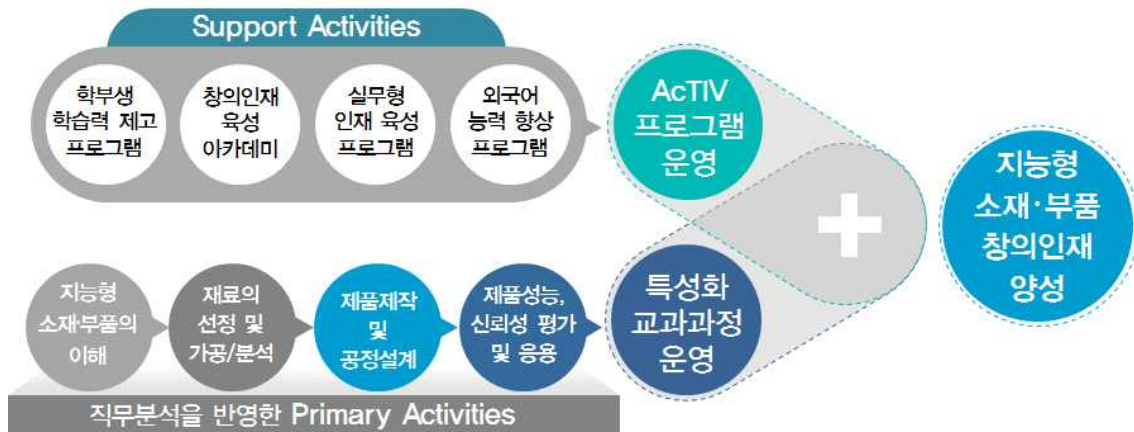 Support Activities
학부생
학습력 제고
프로그램
창의인재
육성
아카데미
실무형
인재 육성
프로그램
외국어
능력 향상
프로그램
AcTIV
프로그램
운영
지능형
소재·부품의
이해
재료의
선정 및
가공/분석
제품제작
및
공정설계
제품성능,
신뢰성 평가
및 응용
특성화
교과과정
운영
직무분석을 반영한 Primary Activities
+
지능형
소재·부품
창의인재
양성